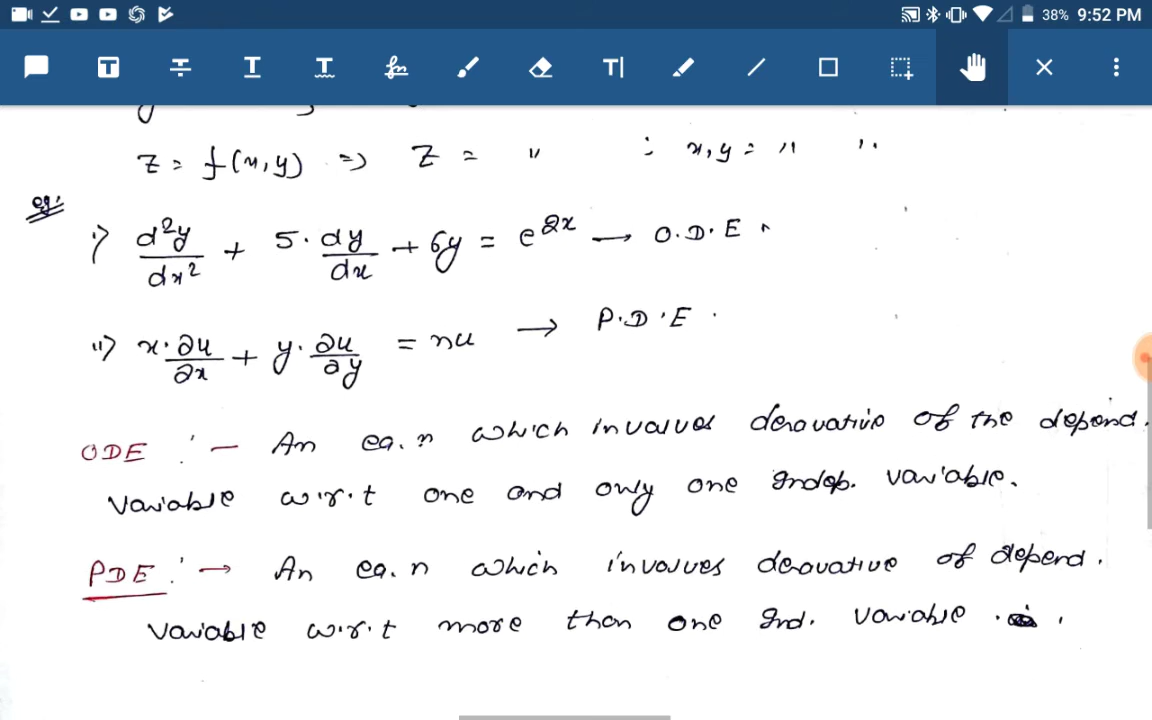 38% 9:52 PM
Z = f(x,y) => Z = " : x,y = " "
eg:
i) d²y/dx² + 5·dy/dx + 6y = e^2x → O.D.E
ii) x·∂u/∂x + y·∂u/∂y = nu → P.D.E
ODE :- An eq.n which involves derovative of the depend.
variable w.r.t one and only one Indep. variable.
PDE :→ An eq.n which involves derovative of depend.
variable w.r.t more than one Ind. variable.